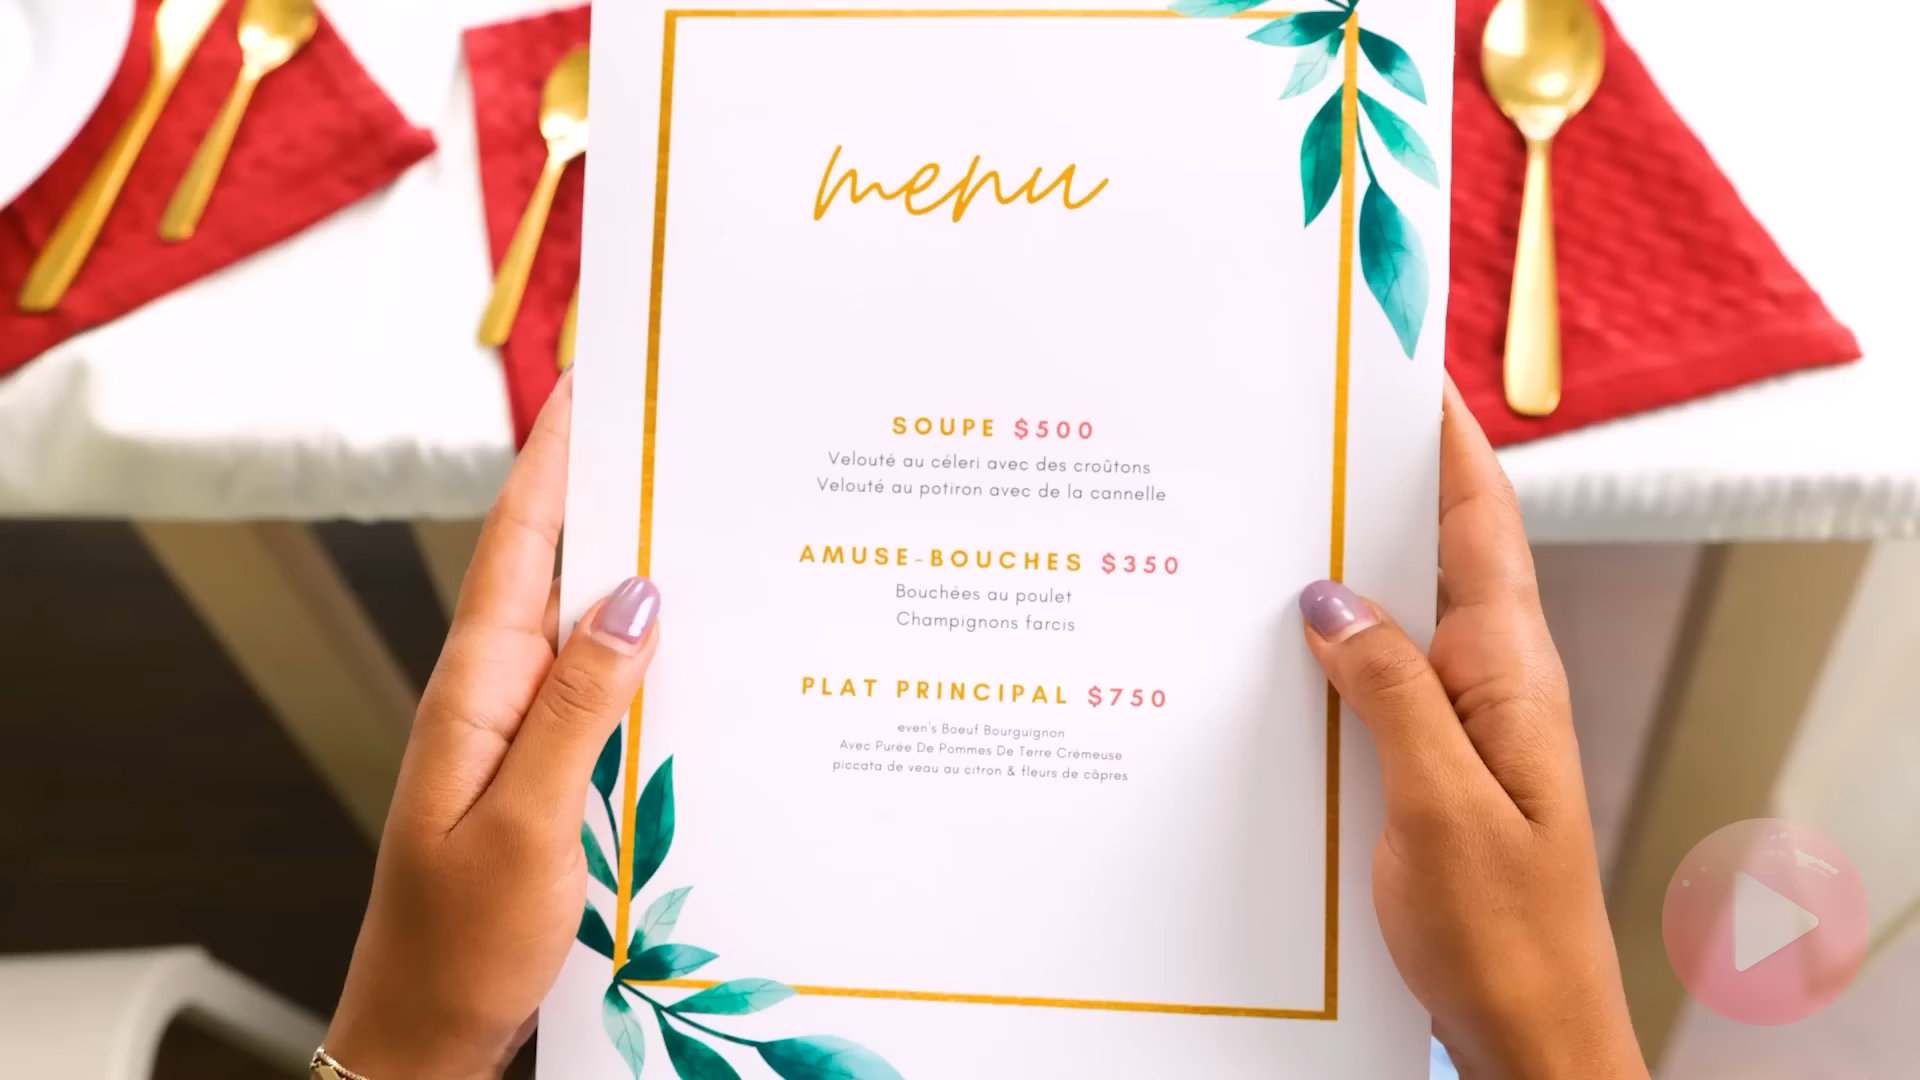 menu
SOUPE $500
Velouté au céleri avec des croûtons
Velouté au potiron avec de la cannelle
AMUSE-BOUCHES $350
Bouchées au poulet
Champignons farcis
PLAT PRINCIPAL $750
even's Boeuf Bourguignon
Avec Purée De Pommes De Terre Crémeuse
piccata de veau au citron & fleurs de câpres